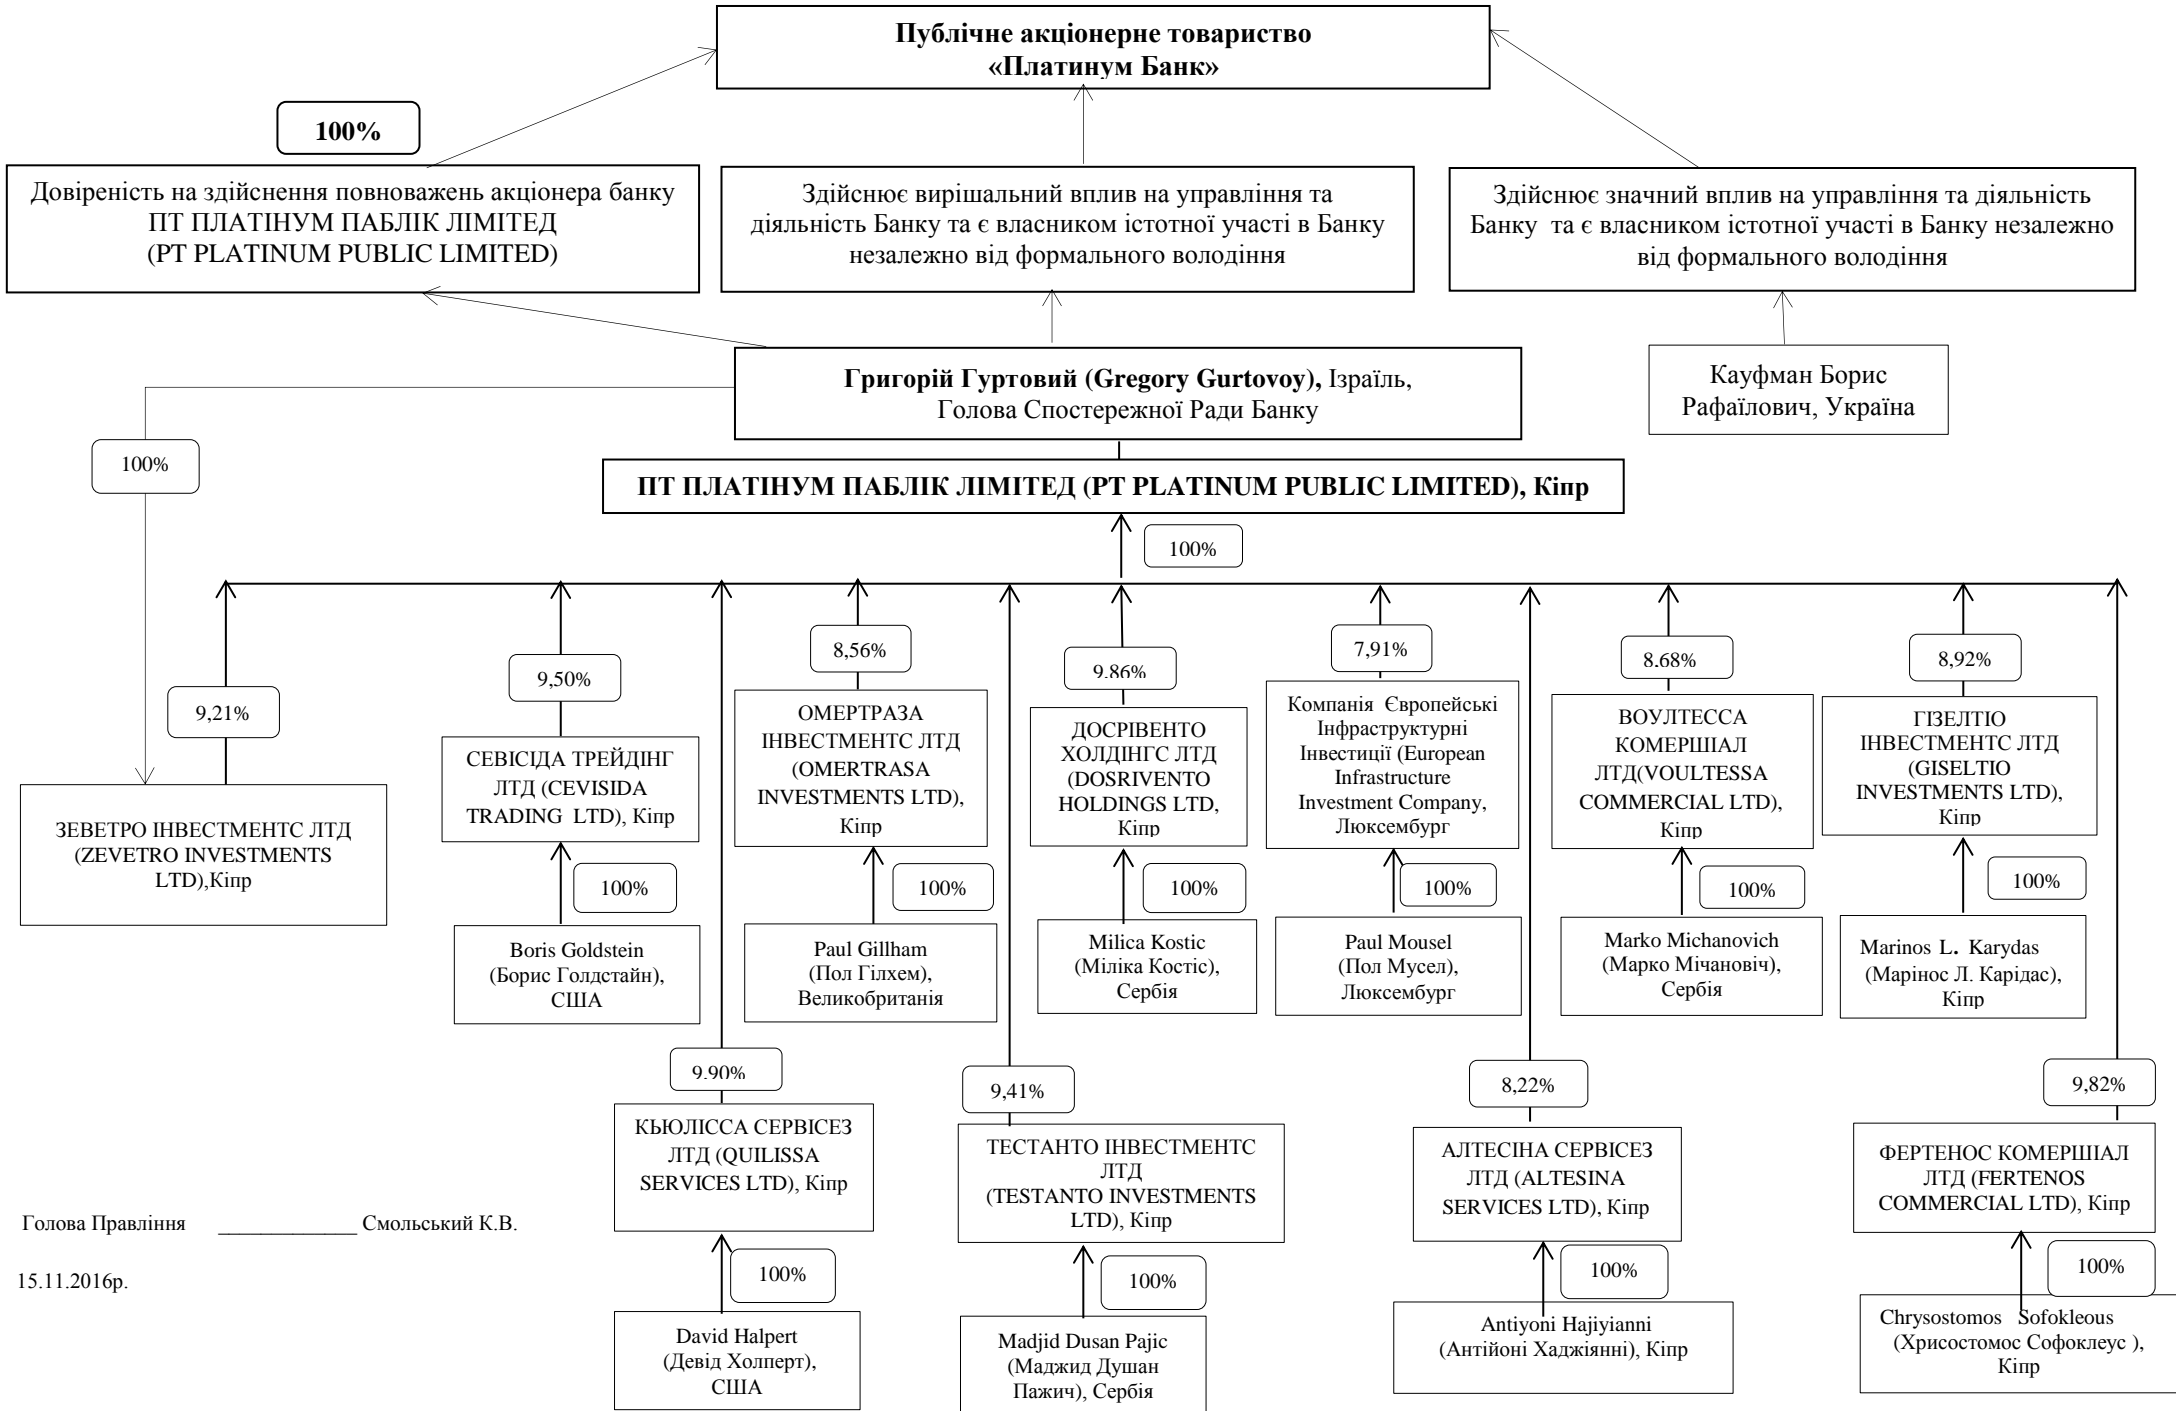 Публічне акціонерне товариство
«Платинум Банк»
100%
Довіреність на здійснення повноважень акціонера банку
ПТ ПЛАТІНУМ ПАБЛІК ЛІМІТЕД
(PT PLATINUM PUBLIC LIMITED)
Здійснює вирішальний вплив на управління та
діяльність Банку та є власником істотної участі в Банку
незалежно від формального володіння
Здійснює значний вплив на управління та діяльність
Банку та є власником істотної участі в Банку незалежно
від формального володіння
Григорій Гуртовий (Gregory Gurtovoy), Ізраїль,
Голова Спостережної Ради Банку
Кауфман Борис
Рафаїлович, Україна
100%
ПТ ПЛАТІНУМ ПАБЛІК ЛІМІТЕД (PT PLATINUM PUBLIC LIMITED), Кіпр
100%
9,21%
9,50%
8,56%
9,86%
7,91%
8,68%
8,92%
ЗЕВЕТРО ІНВЕСТМЕНТС ЛТД
(ZEVETRO INVESTMENTS
LTD),Кіпр
СЕВІСІДА ТРЕЙДІНГ
ЛТД (CEVISIDA
TRADING LTD), Кіпр
ОМЕРТРАЗА
ІНВЕСТМЕНТС ЛТД
(OMERTRASA
INVESTMENTS LTD),
Кіпр
ДОСРІВЕНТО
ХОЛДІНГС ЛТД
(DOSRIVENTO
HOLDINGS LTD,
Кіпр
Компанія Європейські
Інфраструктурні
Інвестиції (European
Infrastructure
Investment Company,
Люксембург
ВОУЛТЕССА
КОМЕРШІАЛ
ЛТД(VOULTESSA
COMMERCIAL LTD),
Кіпр
ГІЗЕЛТІО
ІНВЕСТМЕНТС ЛТД
(GISELTIO
INVESTMENTS LTD),
Кіпр
100%
100%
100%
100%
100%
100%
Boris Goldstein
(Борис Голдстайн),
США
Paul Gillham
(Пол Гілхем),
Великобританія
Milica Kostic
(Міліка Костіс),
Сербія
Paul Mousel
(Пол Мусел),
Люксембург
Marko Michanovich
(Марко Мічановіч),
Сербія
Marinos L. Karydas
(Марінос Л. Карідас),
Кіпр
9,90%
9,41%
8,22%
9,82%
КЬЮЛІССА СЕРВІСЕЗ
ЛТД (QUILISSA
SERVICES LTD), Кіпр
ТЕСТАНТО ІНВЕСТМЕНТС
ЛТД
(TESTANTO INVESTMENTS
LTD), Кіпр
АЛТЕСІНА СЕРВІСЕЗ
ЛТД (ALTESINA
SERVICES LTD), Кіпр
ФЕРТЕНОС КОМЕРШІАЛ
ЛТД (FERTENOS
COMMERCIAL LTD), Кіпр
Голова Правління _____________ Смольський К.В.
15.11.2016р.
100%
100%
100%
100%
David Halpert
(Девід Холперт),
США
Madjid Dusan Pajic
(Маджид Душан
Пажич), Сербія
Antiyoni Hajiyianni
(Антійоні Хаджіянні), Кіпр
Chrysostomos Sofokleous
(Хрисостомос Софоклеус ),
Кіпр